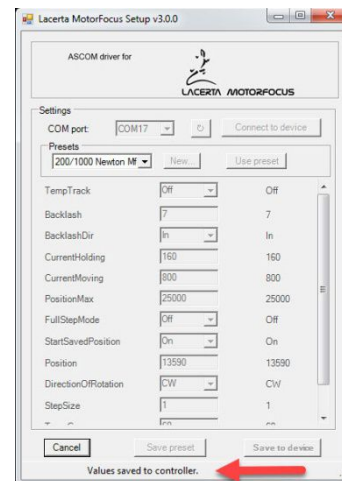 Lacerta MotorFocus Setup v3.0.0
ASCOM driver for
LACERTA MOTORFOCUS
Settings
COM port: COM17 Connect to device
Presets
200/1000 Newton Mf New... Use preset
TempTrack Off Off
Backlash 7 7
BacklashDir In In
CurrentHolding 160 160
CurrentMoving 800 800
PositionMax 25000 25000
FullStepMode Off Off
StartSavedPosition On On
Position 13590 13590
DirectionOfRotation CW CW
StepSize 1 1
Cancel Save preset Save to device
Values saved to controller.